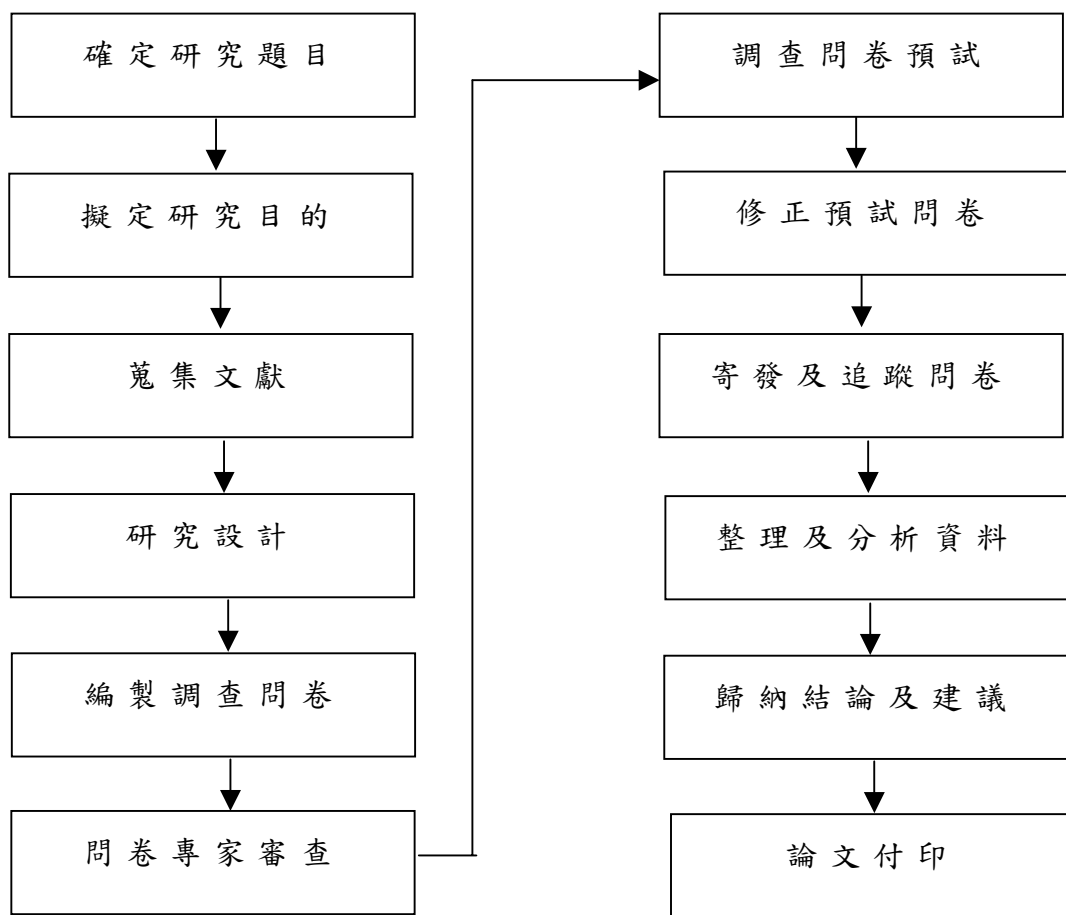 確定研究題目
擬定研究目的
蒐集文獻
研究設計
編製調查問卷
問卷專家審查
調查問卷預試
修正預試問卷
寄發及追蹤問卷
整理及分析資料
歸納結論及建議
論文付印